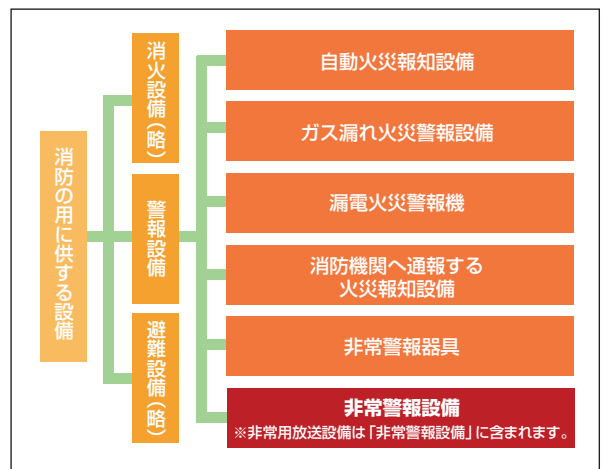 消防の用に供する設備
消火設備(略)
警報設備
避難設備(略)
自動火災報知設備
ガス漏れ火災警報設備
漏電火災警報機
消防機関へ通報する
火災報知設備
非常警報器具
非常警報設備
※非常用放送設備は「非常警報設備」に含まれます。